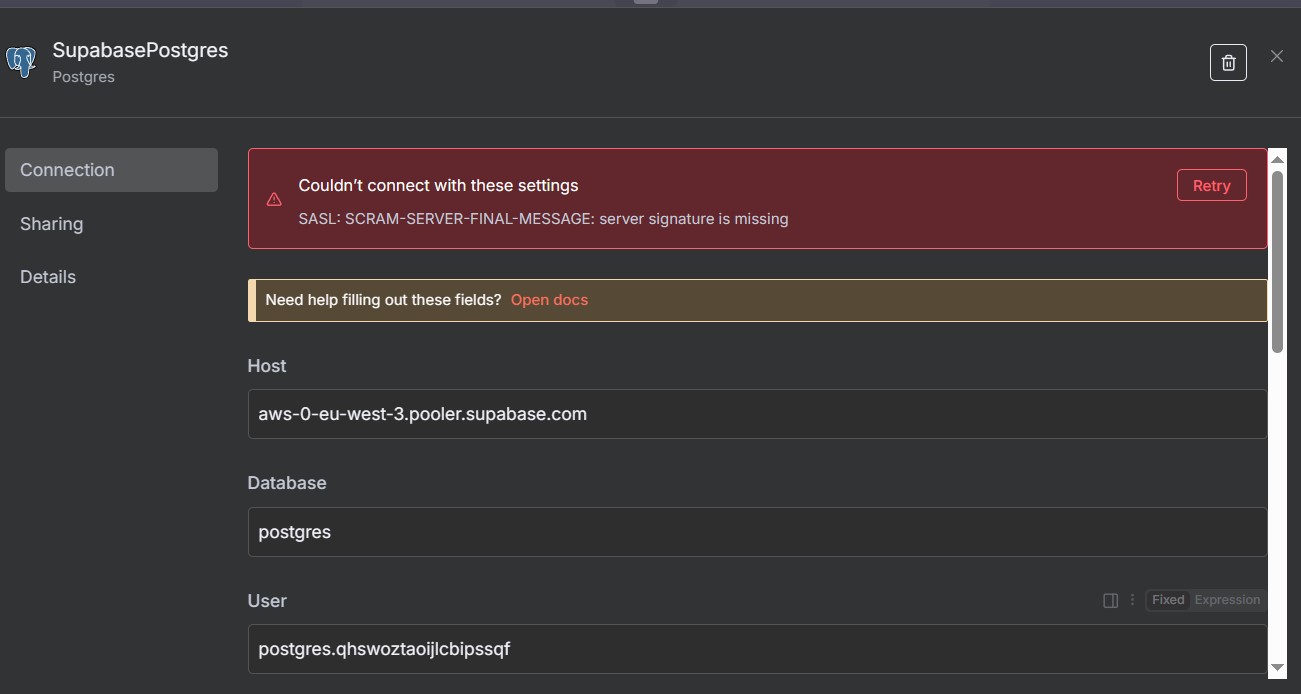 SupabasePostgres
Postgres
Connection
Sharing
Details
Couldn’t connect with these settings
SASL: SCRAM-SERVER-FINAL-MESSAGE: server signature is missing
Retry
Need help filling out these fields? Open docs
Host
aws-0-eu-west-3.pooler.supabase.com
Database
postgres
User
Fixed Expression
postgres.qhswoztaoijlcbipssqf